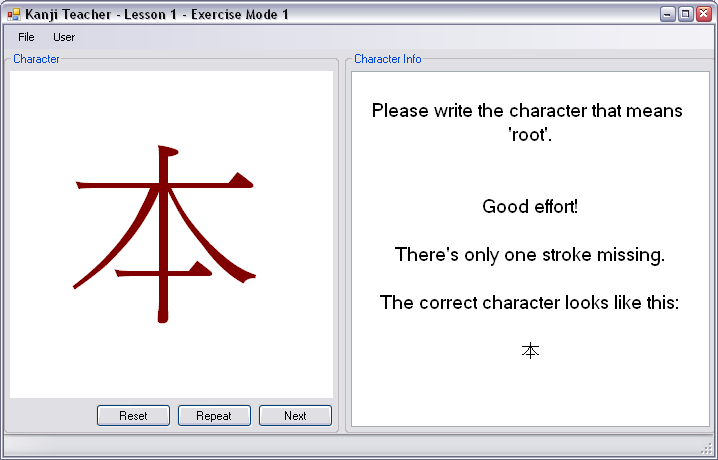 Kanji Teacher - Lesson 1 - Exercise Mode 1
File User
Character
本
Reset Repeat Next
Character Info
Please write the character that means
'root'.
Good effort!
There's only one stroke missing.
The correct character looks like this:
本